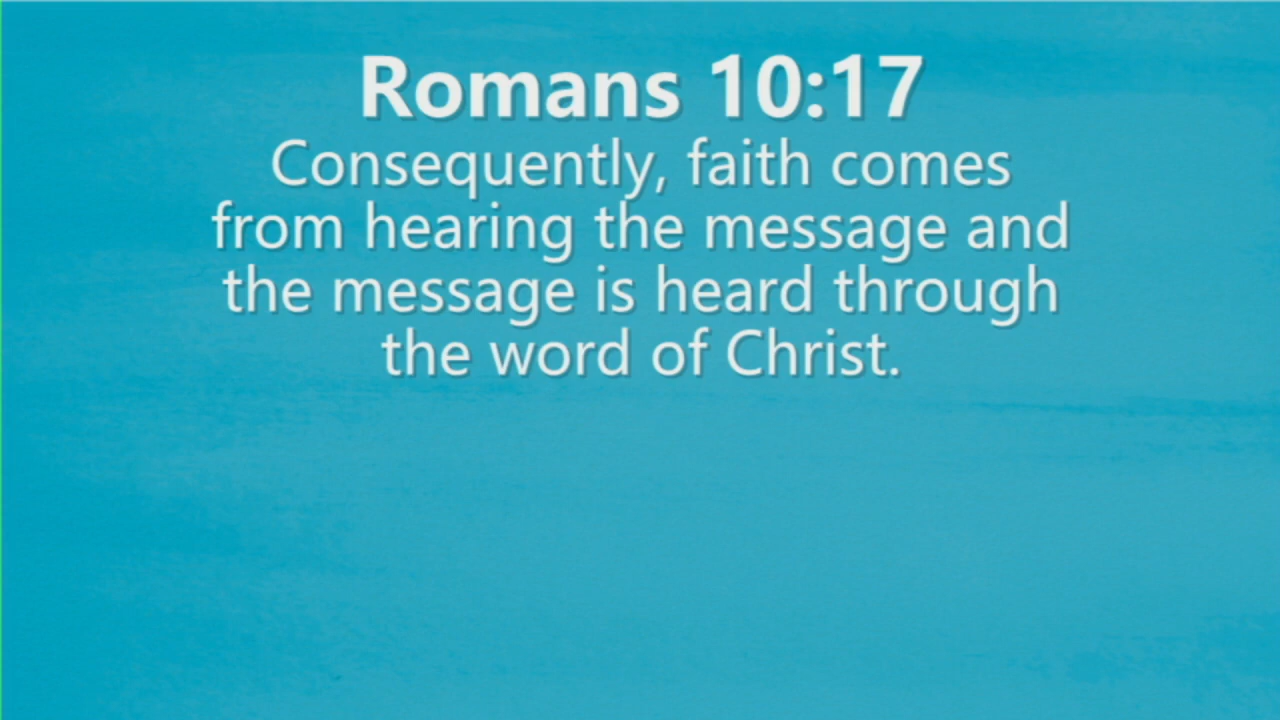 Romans 10:17
Consequently, faith comes
from hearing the message and
the message is heard through
the word of Christ.